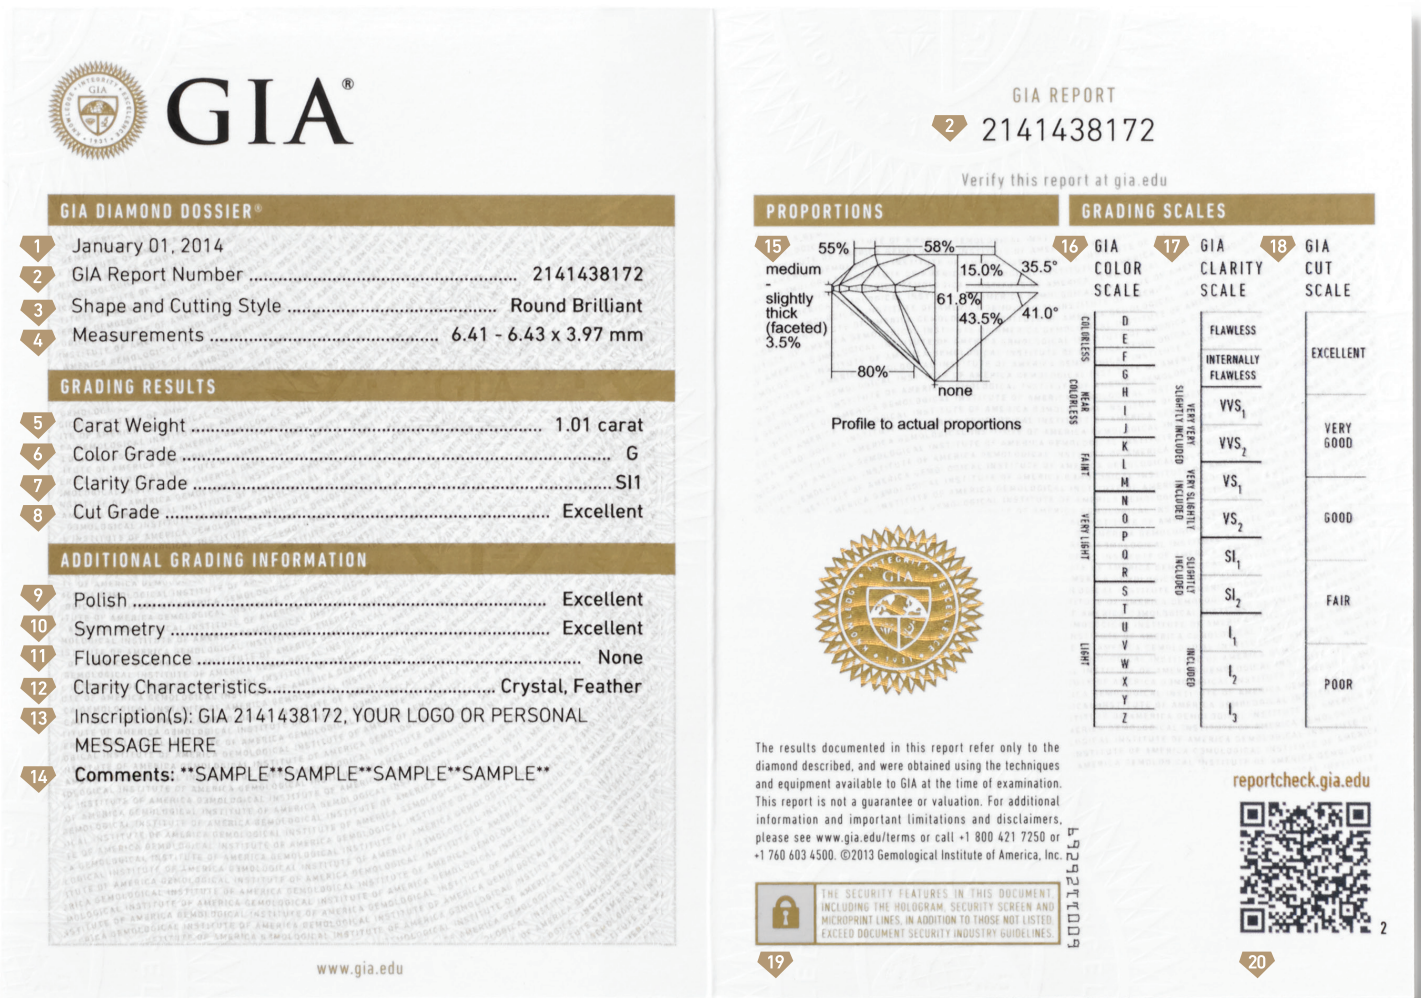 GIA®
GIA DIAMOND DOSSIER®
1 January 01, 2014
2 GIA Report Number ........ 2141438172
3 Shape and Cutting Style ........ Round Brilliant
4 Measurements ........ 6.41 - 6.43 x 3.97 mm
GRADING RESULTS
5 Carat Weight ........ 1.01 carat
6 Color Grade ........ G
7 Clarity Grade ........ SI1
8 Cut Grade ........ Excellent
ADDITIONAL GRADING INFORMATION
9 Polish ........ Excellent
10 Symmetry ........ Excellent
11 Fluorescence ........ None
12 Clarity Characteristics ........ Crystal, Feather
13 Inscription(s): GIA 2141438172, YOUR LOGO OR PERSONAL
MESSAGE HERE
14 Comments: **SAMPLE**SAMPLE**SAMPLE**SAMPLE**
www.gia.edu
GIA REPORT
2 2141438172
Verify this report at gia.edu
PROPORTIONS
15
55%
58%
medium
-
slightly
thick
(faceted)
3.5%
15.0%
35.5°
61.8%
43.5%
41.0°
80%
none
Profile to actual proportions
GIA
The results documented in this report refer only to the
diamond described, and were obtained using the techniques
and equipment available to GIA at the time of examination.
This report is not a guarantee or valuation. For additional
information and important limitations and disclaimers,
please see www.gia.edu/terms or call +1 800 421 7250 or
+1 760 603 4500. ©2013 Gemological Institute of America, Inc.
THE SECURITY FEATURES IN THIS DOCUMENT
INCLUDING THE HOLOGRAM, SECURITY SCREEN AND
MICROPRINT LINES, IN ADDITION TO THOSE NOT LISTED
EXCEED DOCUMENT SECURITY INDUSTRY GUIDELINES.
19
GRADING SCALES
16 GIA
COLOR
SCALE
COLORLESS
D
E
F
NEAR
COLORLESS
G
H
I
J
FAINT
K
L
M
VERY LIGHT
N
O
P
Q
R
LIGHT
S
T
U
V
W
X
Y
Z
17 GIA
CLARITY
SCALE
FLAWLESS
INTERNALLY
FLAWLESS
VERY VERY
SLIGHTLY INCLUDED
VVS1
VVS2
VERY SLIGHTLY
INCLUDED
VS1
VS2
SLIGHTLY
INCLUDED
SI1
SI2
INCLUDED
I1
I2
I3
18 GIA
CUT
SCALE
EXCELLENT
VERY
GOOD
GOOD
FAIR
POOR
reportcheck.gia.edu
2
20